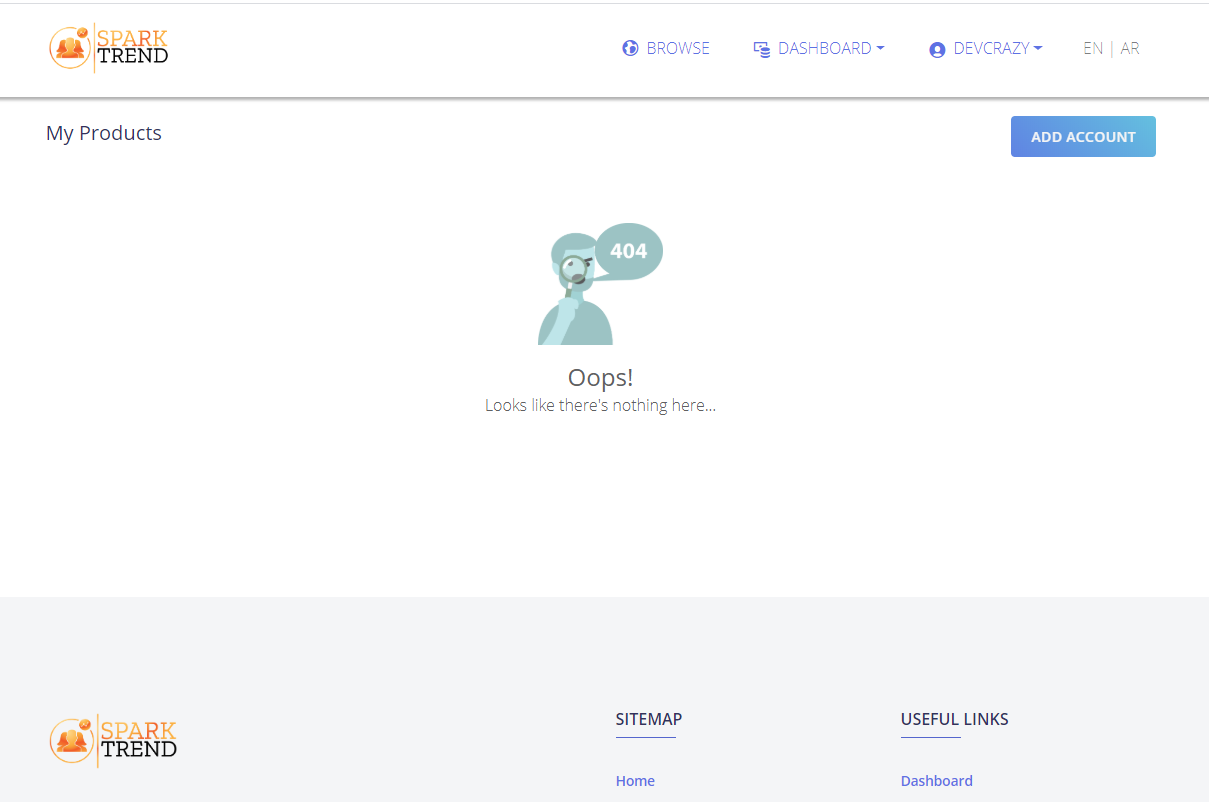 SPARK
TREND
BROWSE DASHBOARD DEVCRAZY EN | AR
My Products
ADD ACCOUNT
404
Oops!
Looks like there's nothing here...
SPARK
TREND
SITEMAP
USEFUL LINKS
Home
Dashboard